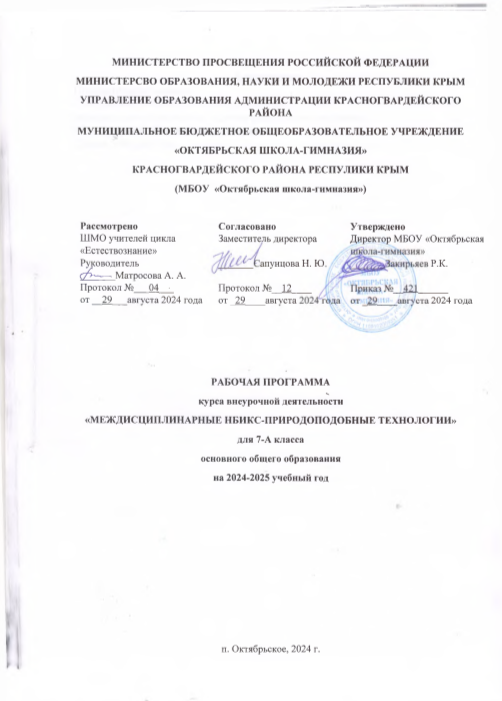 МИНИСТЕРСТВО ПРОСВЕЩЕНИЯ РОССИЙСКОЙ ФЕДЕРАЦИИ
МИНИСТЕРСВО ОБРАЗОВАНИЯ, НАУКИ И МОЛОДЕЖИ РЕСПУБЛИКИ КРЫМ
УПРАВЛЕНИЕ ОБРАЗОВАНИЯ АДМИНИСТРАЦИИ КРАСНОГВАРДЕЙСКОГО
РАЙОНА
МУНИЦИПАЛЬНОЕ БЮДЖЕТНОЕ ОБЩЕОБРАЗОВАТЕЛЬНОЕ УЧРЕЖДЕНИЕ
«ОКТЯБРЬСКАЯ ШКОЛА-ГИМНАЗИЯ»
КРАСНОГВАРДЕЙСКОГО РАЙОНА РЕСПУЛИКИ КРЫМ
(МБОУ «Октябрьская школа-гимназия»)
Рассмотрено
ШМО учителей цикла
«Естествознание»
Руководитель
Матросова А. А.
Протокол № 04
от 29 августа 2024 года
Согласовано
Заместитель директора
Сапунцова Н. Ю.
Протокол № 12
от 29 августа 2024 года
Утверждено
Директор МБОУ «Октябрьская
школа-гимназия»
Закирьяев Р.К.
Приказ № 421
от 29 августа 2024 года
РАБОЧАЯ ПРОГРАММА
курса внеурочной деятельности
«МЕЖДИСЦИПЛИНАРНЫЕ НБИКС-ПРИРОДОПОДОБНЫЕ ТЕХНОЛОГИИ»
для 7-А класса
основного общего образования
на 2024-2025 учебный год
п. Октябрьское, 2024 г.